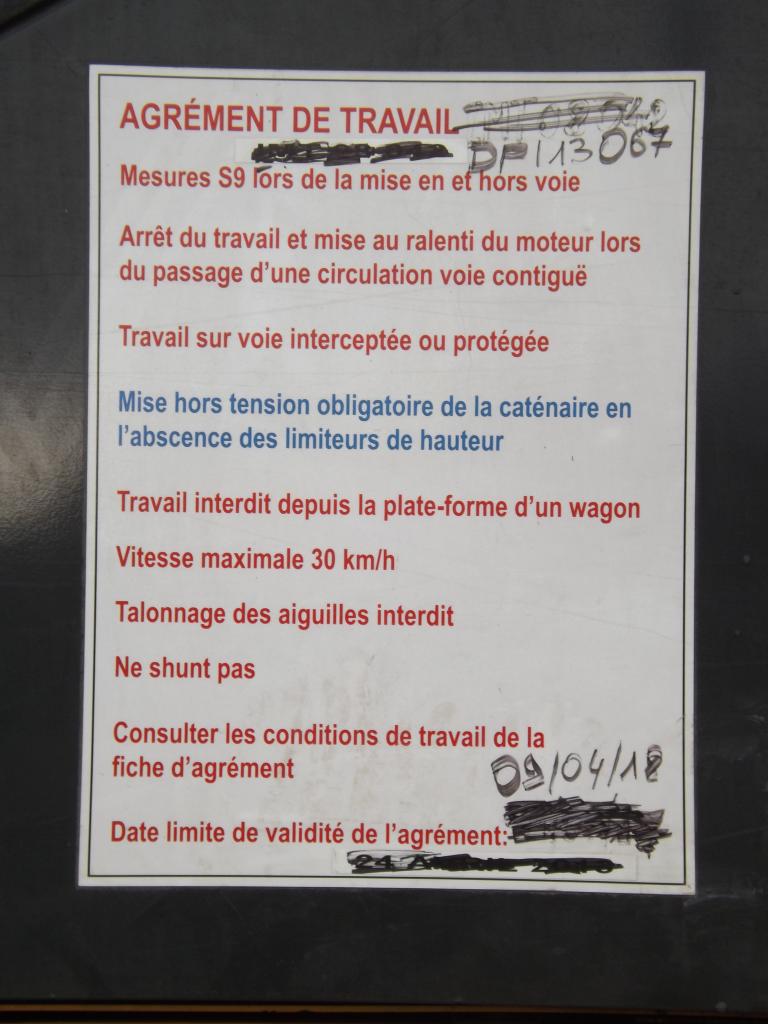 AGRÉMENT DE TRAVAIL
DP113067
Mesures S9 lors de la mise en et hors voie
Arrêt du travail et mise au ralenti du moteur lors
du passage d'une circulation voie contiguë
Travail sur voie interceptée ou protégée
Mise hors tension obligatoire de la caténaire en
l'abscence des limiteurs de hauteur
Travail interdit depuis la plate-forme d'un wagon
Vitesse maximale 30 km/h
Talonnage des aiguilles interdit
Ne shunt pas
Consulter les conditions de travail de la
fiche d'agrément
Date limite de validité de l'agrément: